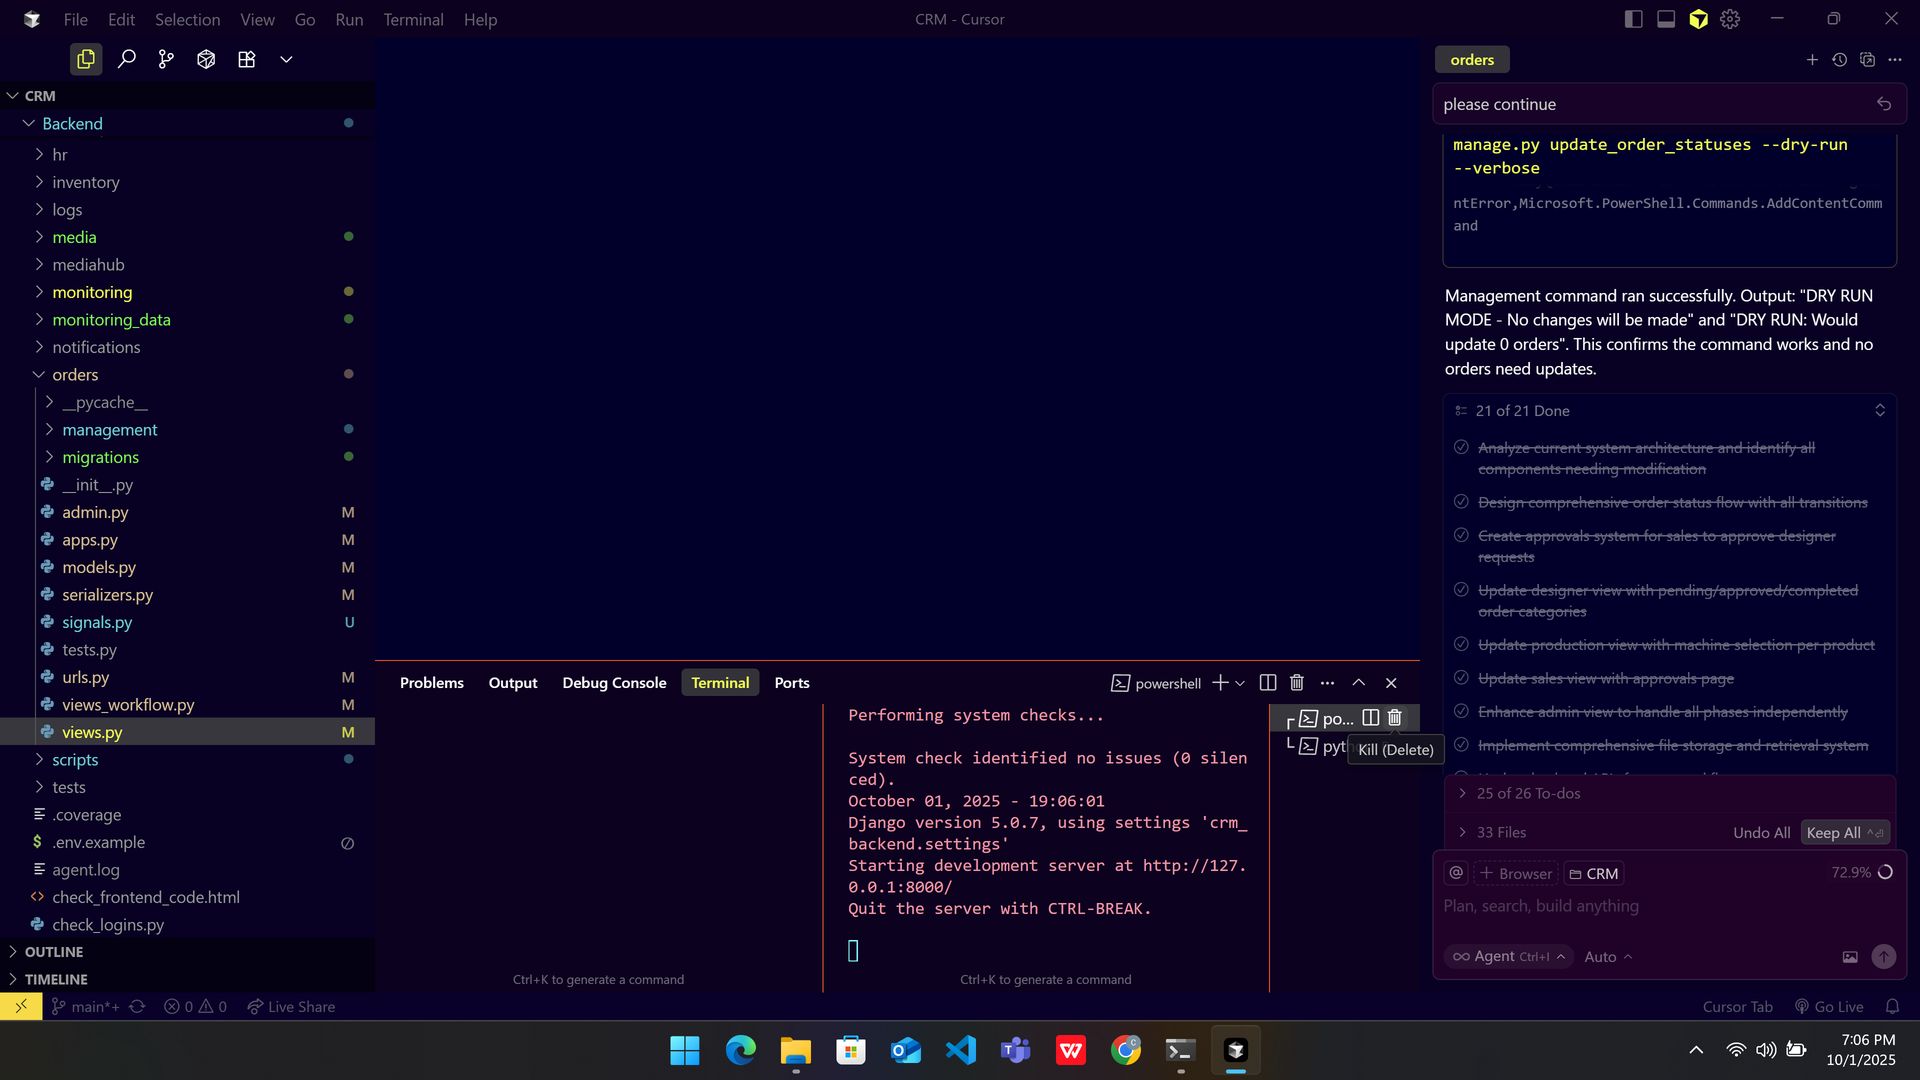 File Edit Selection View Go Run Terminal Help
CRM - Cursor
CRM
Backend
hr
inventory
logs
media
mediahub
monitoring
monitoring_data
notifications
orders
__pycache__
management
migrations
__init__.py
admin.py M
apps.py M
models.py M
serializers.py M
signals.py U
tests.py
urls.py M
views_workflow.py M
views.py M
scripts
tests
.coverage
.env.example
agent.log
check_frontend_code.html
check_logins.py
OUTLINE
TIMELINE
Problems Output Debug Console Terminal Ports
powershell
Performing system checks...
System check identified no issues (0 silen
ced).
October 01, 2025 - 19:06:01
Django version 5.0.7, using settings 'crm_
backend.settings'
Starting development server at http://127.
0.0.1:8000/
Quit the server with CTRL-BREAK.
Ctrl+K to generate a command
Ctrl+K to generate a command
po...
Kill (Delete)
orders
please continue
manage.py update_order_statuses --dry-run
--verbose
ntError,Microsoft.PowerShell.Commands.AddContentComm
and
Management command ran successfully. Output: "DRY RUN
MODE - No changes will be made" and "DRY RUN: Would
update 0 orders". This confirms the command works and no
orders need updates.
21 of 21 Done
Analyze current system architecture and identify all
components needing modification
Design comprehensive order status flow with all transitions
Create approvals system for sales to approve designer
requests
Update designer view with pending/approved/completed
order categories
Update production view with machine selection per product
Update sales view with approvals page
Enhance admin view to handle all phases independently
Implement comprehensive file storage and retrieval system
25 of 26 To-dos
33 Files Undo All Keep All
@ Browser CRM 72.9%
Plan, search, build anything
Agent Ctrl+I Auto
main*+ 0 0 Live Share
Cursor Tab Go Live
7:06 PM
10/1/2025